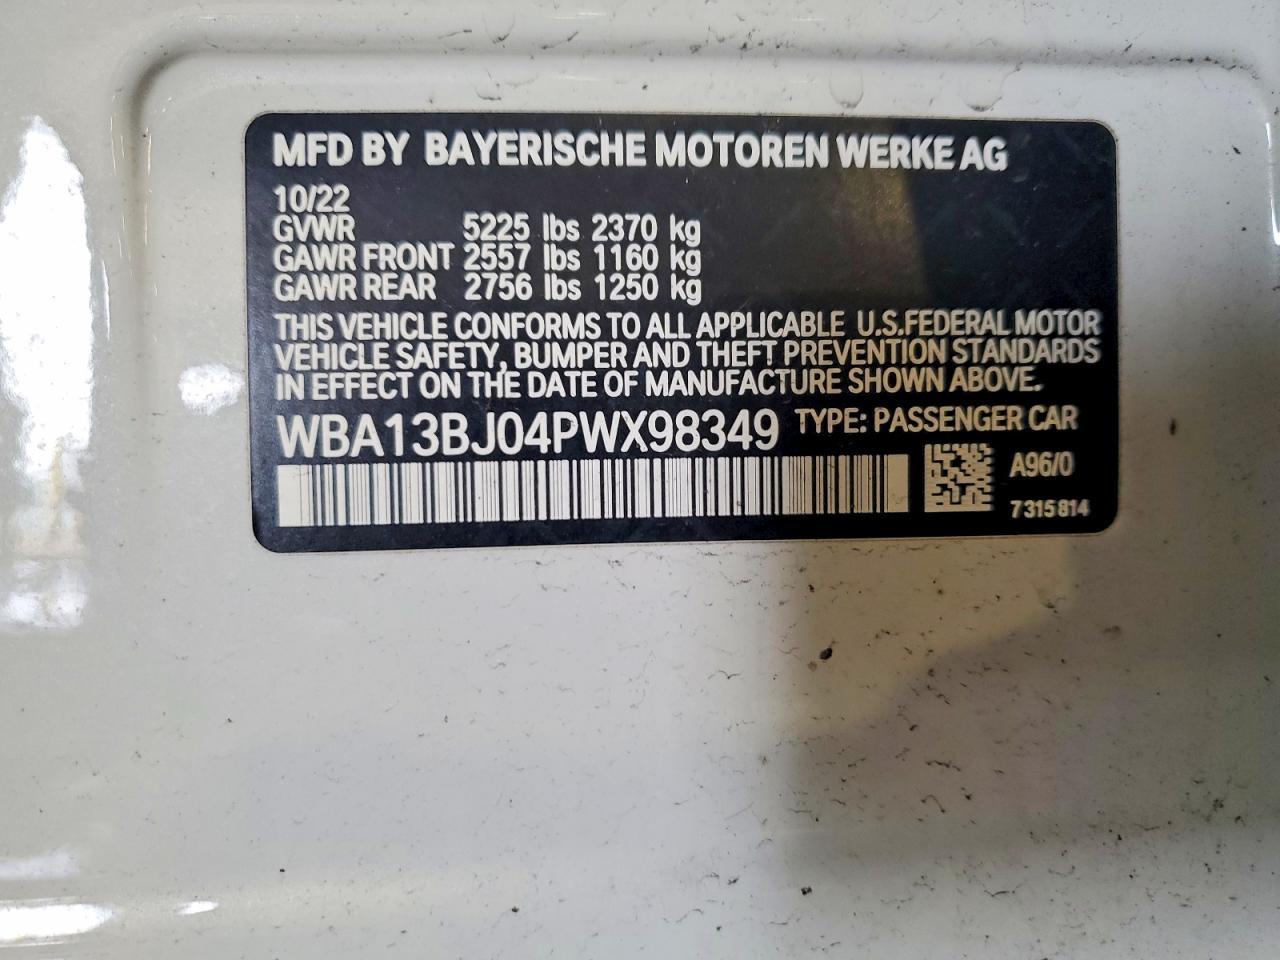 MFD BY BAYERISCHE MOTOREN WERKE AG
10/22
GVWR 5225 lbs 2370 kg
GAWR FRONT 2557 lbs 1160 kg
GAWR REAR 2756 lbs 1250 kg
THIS VEHICLE CONFORMS TO ALL APPLICABLE U.S.FEDERAL MOTOR
VEHICLE SAFETY, BUMPER AND THEFT PREVENTION STANDARDS
IN EFFECT ON THE DATE OF MANUFACTURE SHOWN ABOVE.
WBA13BJ04PWX98349 TYPE: PASSENGER CAR
A96/0
7315814